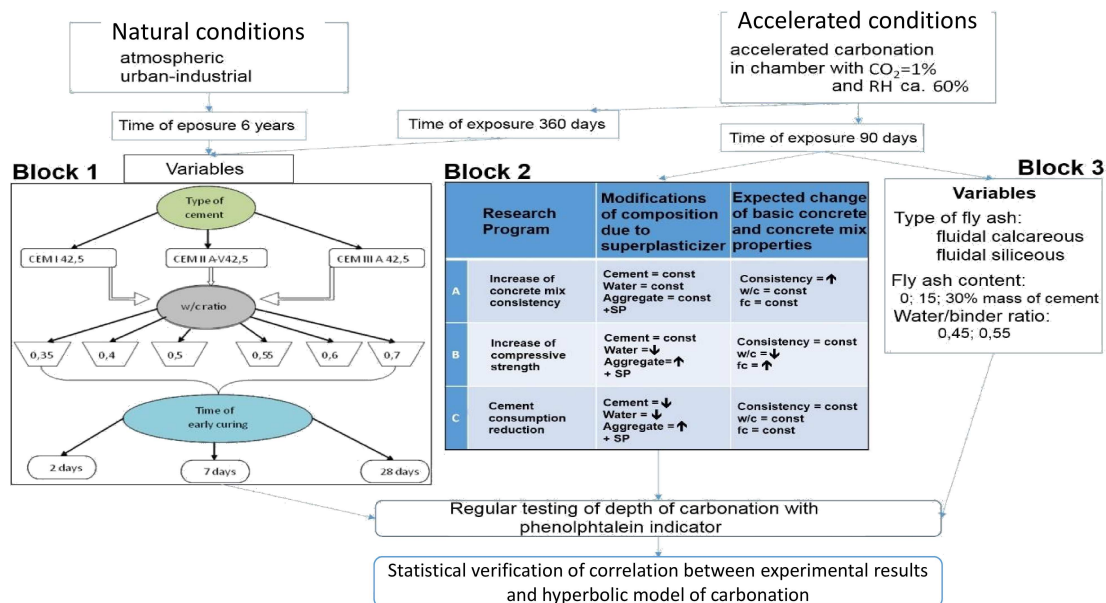 Natural conditions
atmospheric
urban-industrial
Accelerated conditions
accelerated carbonation
in chamber with CO₂=1%
and RH ca. 60%
Time of eposure 6 years
Time of exposure 360 days
Time of exposure 90 days
Block 1
Variables
Type of
cement
CEM I 42,5
CEM II A-V42,5
CEM III A 42,5
w/c ratio
0,35
0,4
0,5
0,55
0,6
0,7
Time of
early curing
2 days
7 days
28 days
Block 2
Research
Program
Modifications
of composition
due to
superplasticizer
Expected change
of basic concrete
and concrete mix
properties
A
Increase of
concrete mix
consistency
Cement = const
Water = const
Aggregate = const
+SP
Consistency = ↑
w/c = const
fc = const
B
Increase of
compressive
strength
Cement = const
Water = ↓
Aggregate= ↑
+ SP
Consistency = const
w/c = ↓
fc = ↑
C
Cement
consumption
reduction
Cement = ↓
Water = ↓
Aggregate = ↑
+ SP
Consistency = const
w/c = const
fc = const
Block 3
Variables
Type of fly ash:
fluidal calcareous
fluidal siliceous
Fly ash content:
0; 15; 30% mass of cement
Water/binder ratio:
0,45; 0,55
Regular testing of depth of carbonation with
phenolphtalein indicator
Statistical verification of correlation between experimental results
and hyperbolic model of carbonation